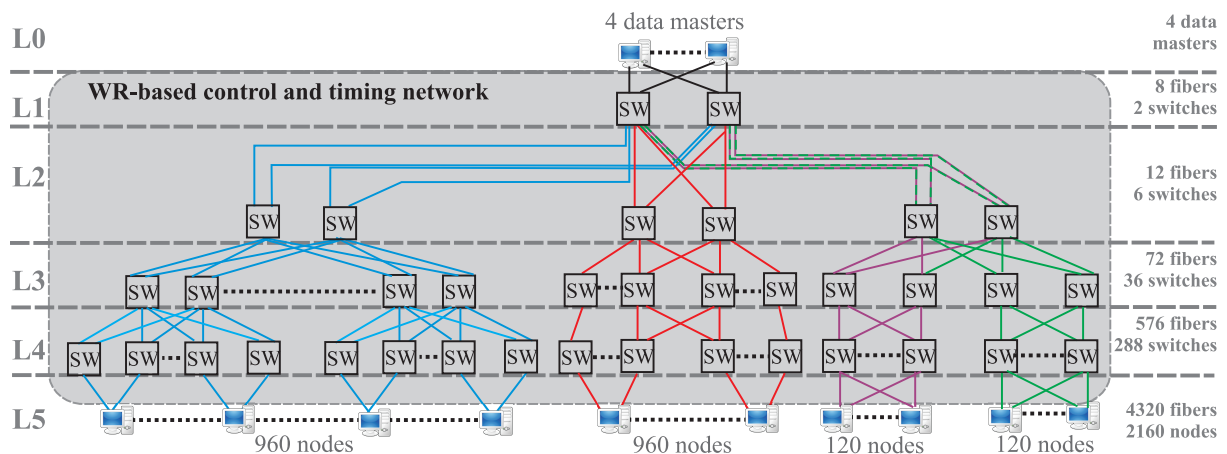 4 data masters
4 data
masters
L0
WR-based control and timing network
8 fibers
2 switches
L1
SW SW
L2
12 fibers
6 switches
SW SW SW SW SW SW
72 fibers
36 switches
L3
SW SW SW SW SW SW SW SW SW SW SW SW
576 fibers
288 switches
L4
SW SW SW SW SW SW SW SW SW SW SW SW SW SW SW SW
4320 fibers
2160 nodes
L5
960 nodes 960 nodes 120 nodes 120 nodes